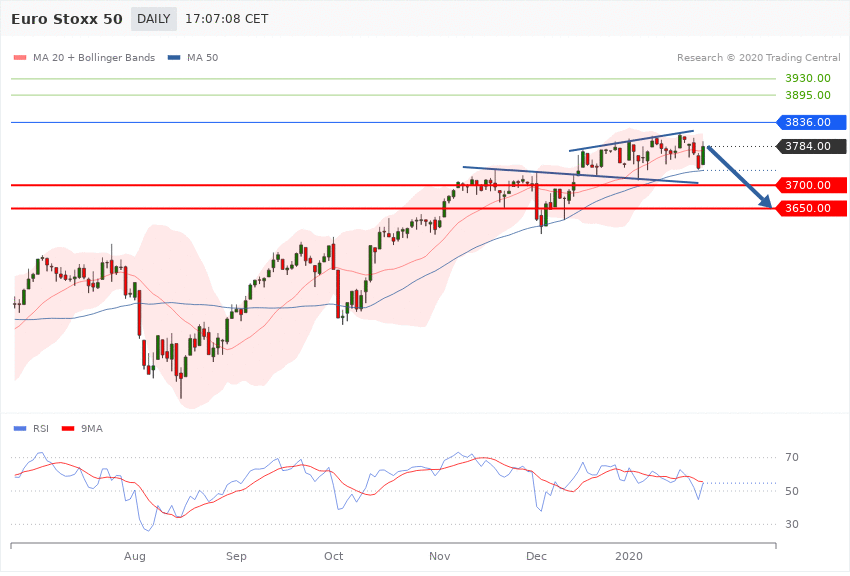 Euro Stoxx 50 DAILY 17:07:08 CET
MA 20 + Bollinger Bands MA 50 Research © 2020 Trading Central
3930.00
3895.00
3836.00
3784.00
3700.00
3650.00
RSI 9MA
70
50
30
Aug Sep Oct Nov Dec 2020